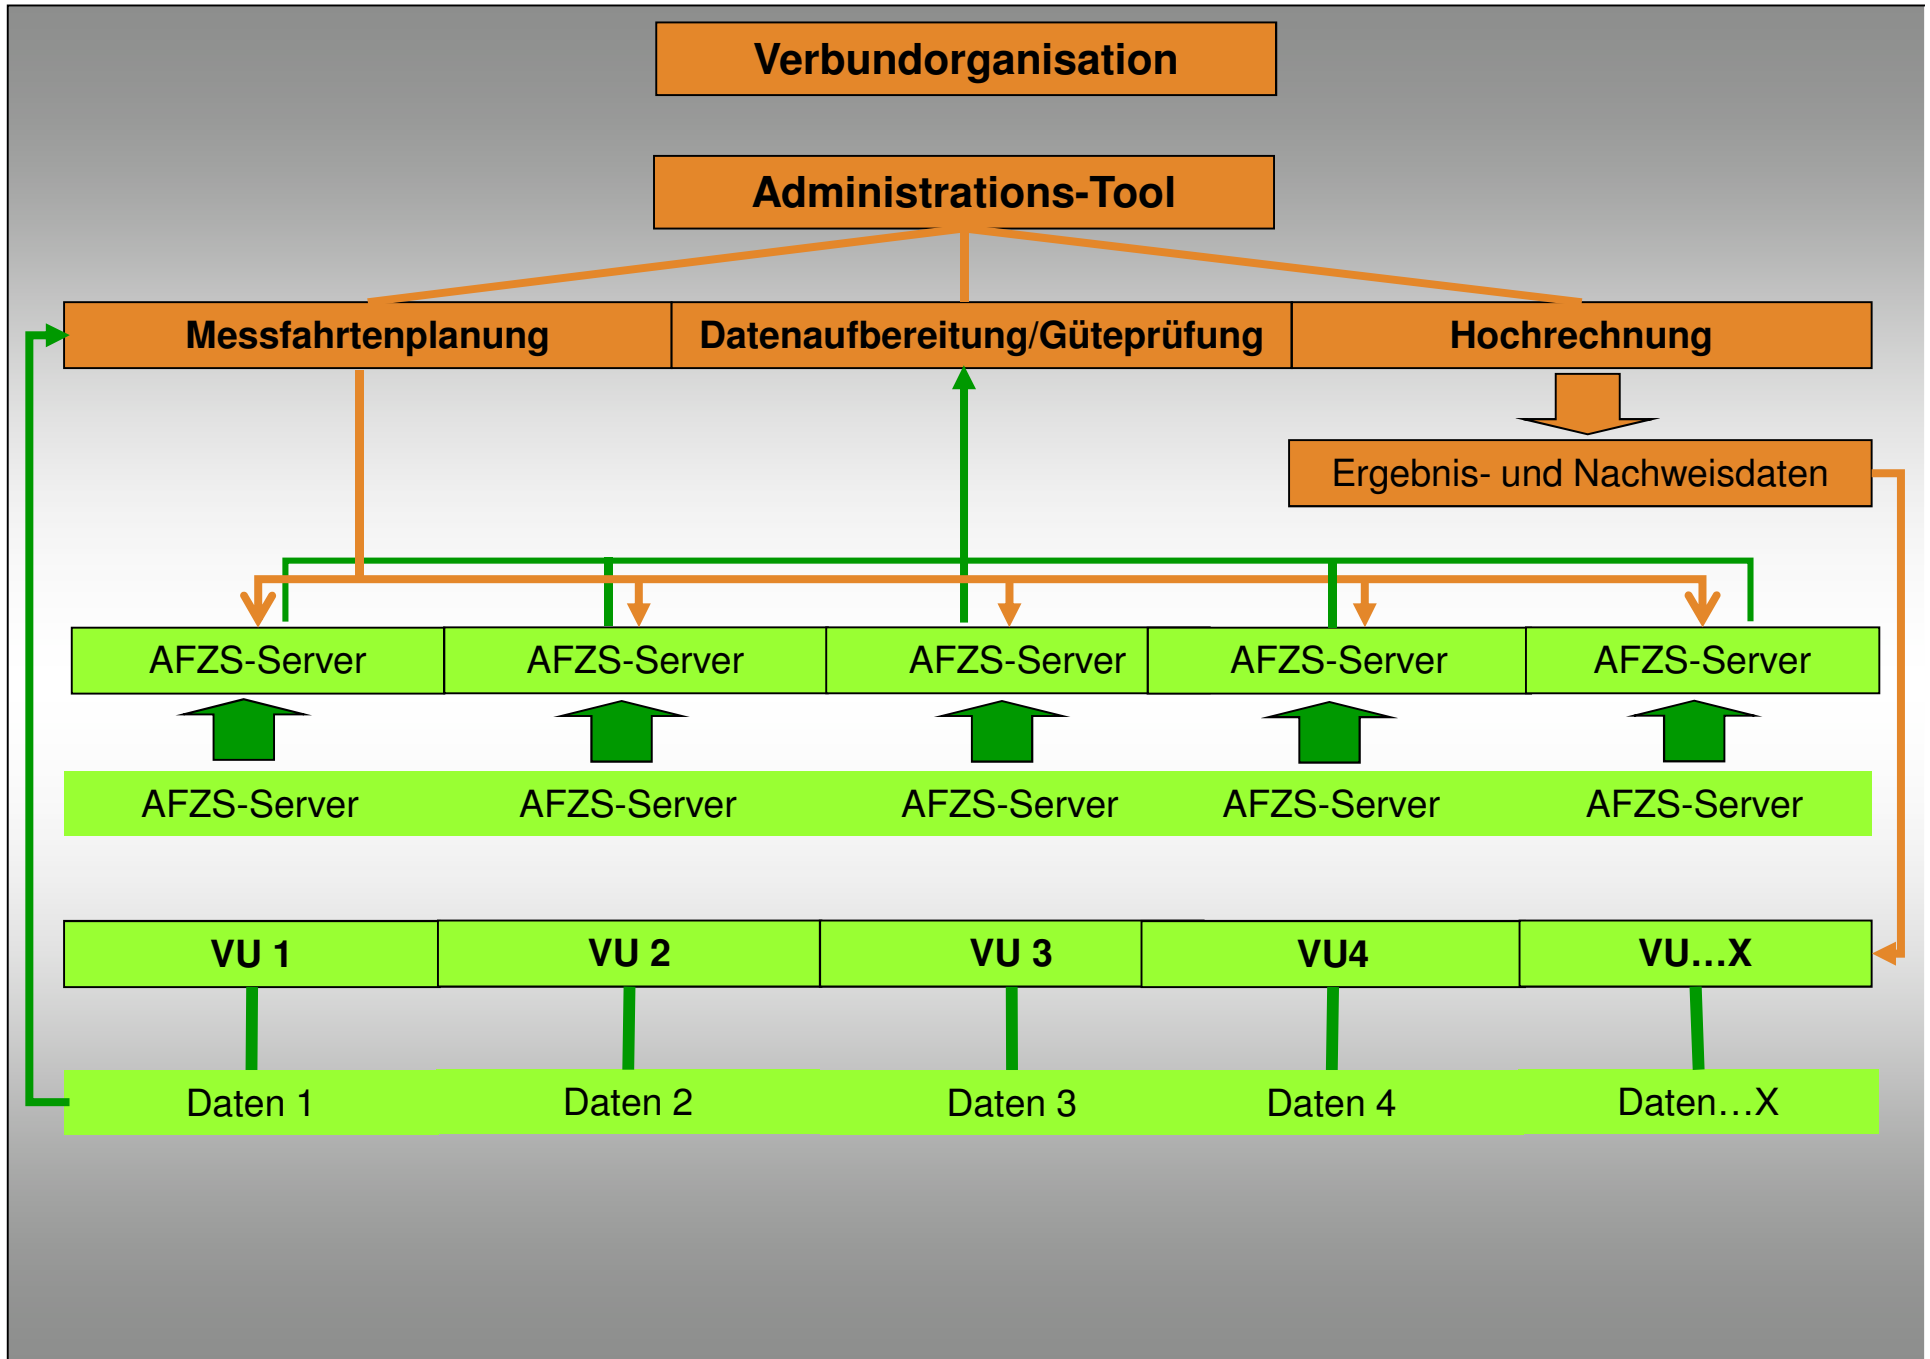 Verbundorganisation
Administrations-Tool
Messfahrtenplanung
Datenaufbereitung/Güteprüfung
Hochrechnung
Ergebnis- und Nachweisdaten
AFZS-Server
AFZS-Server
AFZS-Server
AFZS-Server
AFZS-Server
AFZS-Server
AFZS-Server
AFZS-Server
AFZS-Server
AFZS-Server
VU 1
VU 2
VU 3
VU4
VU...X
Daten 1
Daten 2
Daten 3
Daten 4
Daten...X